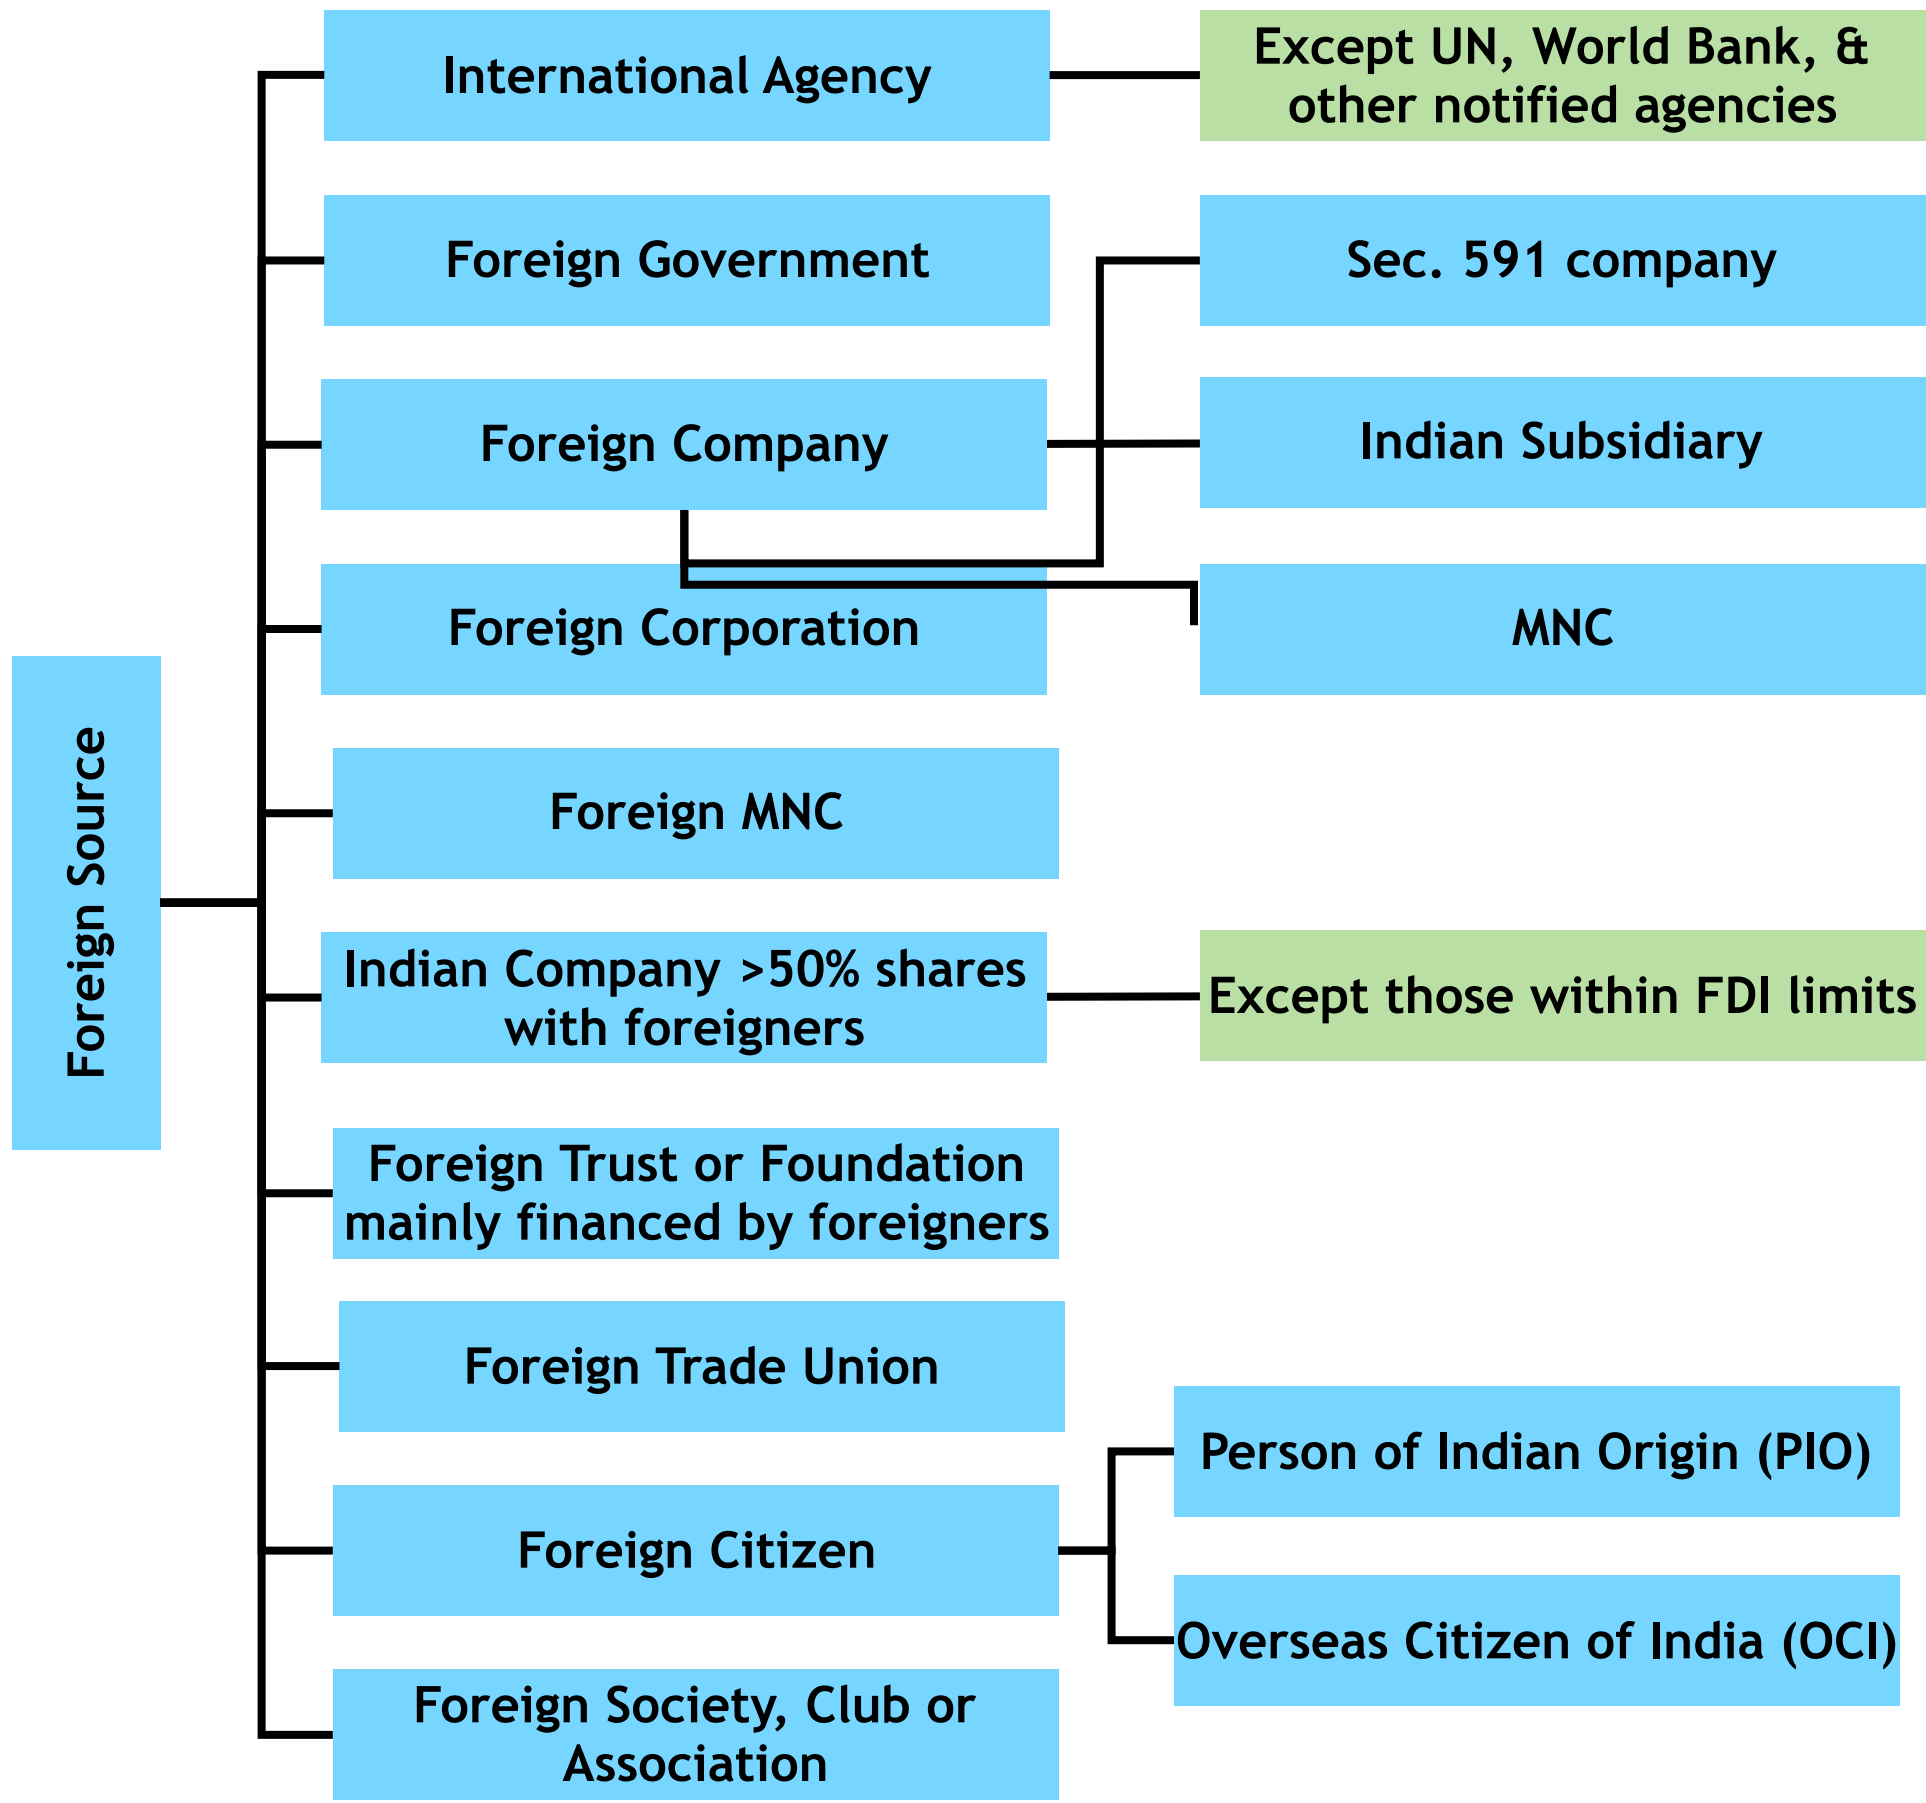 Foreign Source
International Agency
Except UN, World Bank, &
other notified agencies
Foreign Government
Sec. 591 company
Foreign Company
Indian Subsidiary
Foreign Corporation
MNC
Foreign MNC
Indian Company >50% shares
with foreigners
Except those within FDI limits
Foreign Trust or Foundation
mainly financed by foreigners
Foreign Trade Union
Foreign Citizen
Person of Indian Origin (PIO)
Overseas Citizen of India (OCI)
Foreign Society, Club or
Association